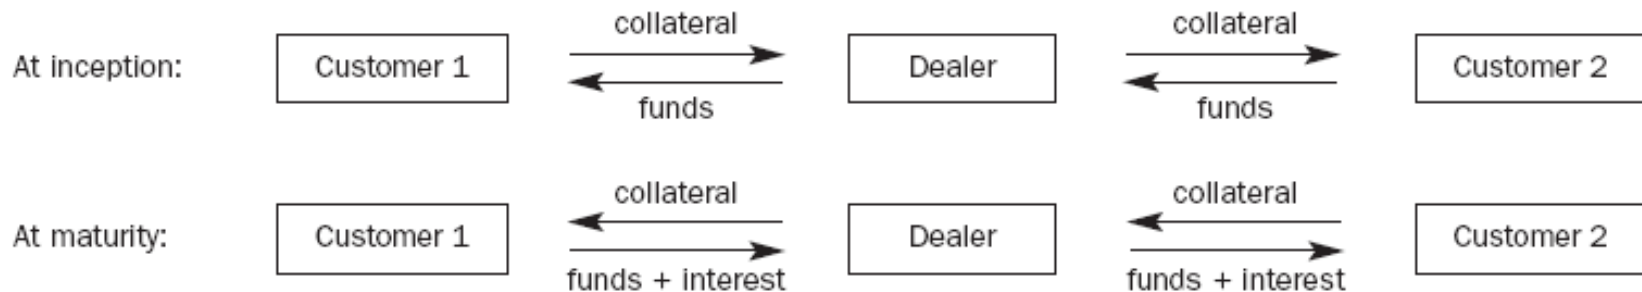 collateral collateral
At inception: Customer 1 Dealer Customer 2
funds funds
collateral collateral
At maturity: Customer 1 Dealer Customer 2
funds + interest funds + interest